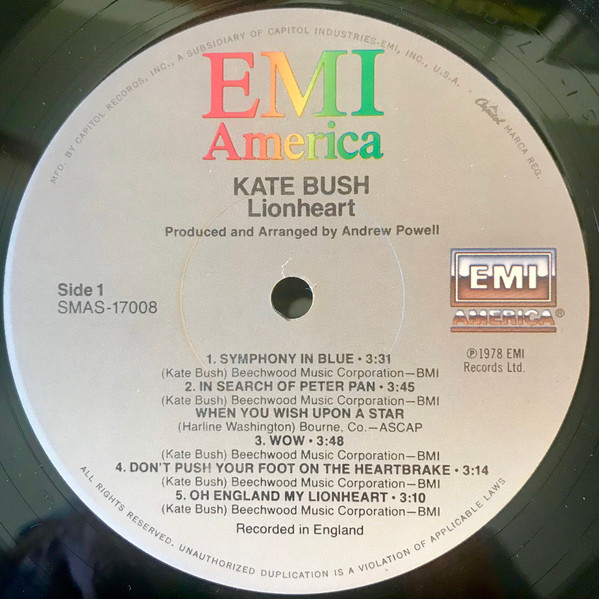 MFD. BY CAPITOL RECORDS, INC., A SUBSIDIARY OF CAPITOL INDUSTRIES-EMI, INC., U.S.A.
Capitol MARCA REG.
EMI
America
KATE BUSH
Lionheart
Produced and Arranged by Andrew Powell
Side 1
SMAS-17008
EMI
AMERICA®
℗1978 EMI
Records Ltd.
1. SYMPHONY IN BLUE • 3:31
(Kate Bush) Beechwood Music Corporation—BMI
2. IN SEARCH OF PETER PAN • 3:45
(Kate Bush) Beechwood Music Corporation—BMI
WHEN YOU WISH UPON A STAR
(Harline Washington) Bourne, Co.—ASCAP
3. WOW • 3:48
(Kate Bush) Beechwood Music Corporation—BMI
4. DON'T PUSH YOUR FOOT ON THE HEARTBRAKE • 3:14
(Kate Bush) Beechwood Music Corporation—BMI
5. OH ENGLAND MY LIONHEART • 3:10
(Kate Bush) Beechwood Music Corporation—BMI
Recorded in England
ALL RIGHTS RESERVED. UNAUTHORIZED DUPLICATION IS A VIOLATION OF APPLICABLE LAWS